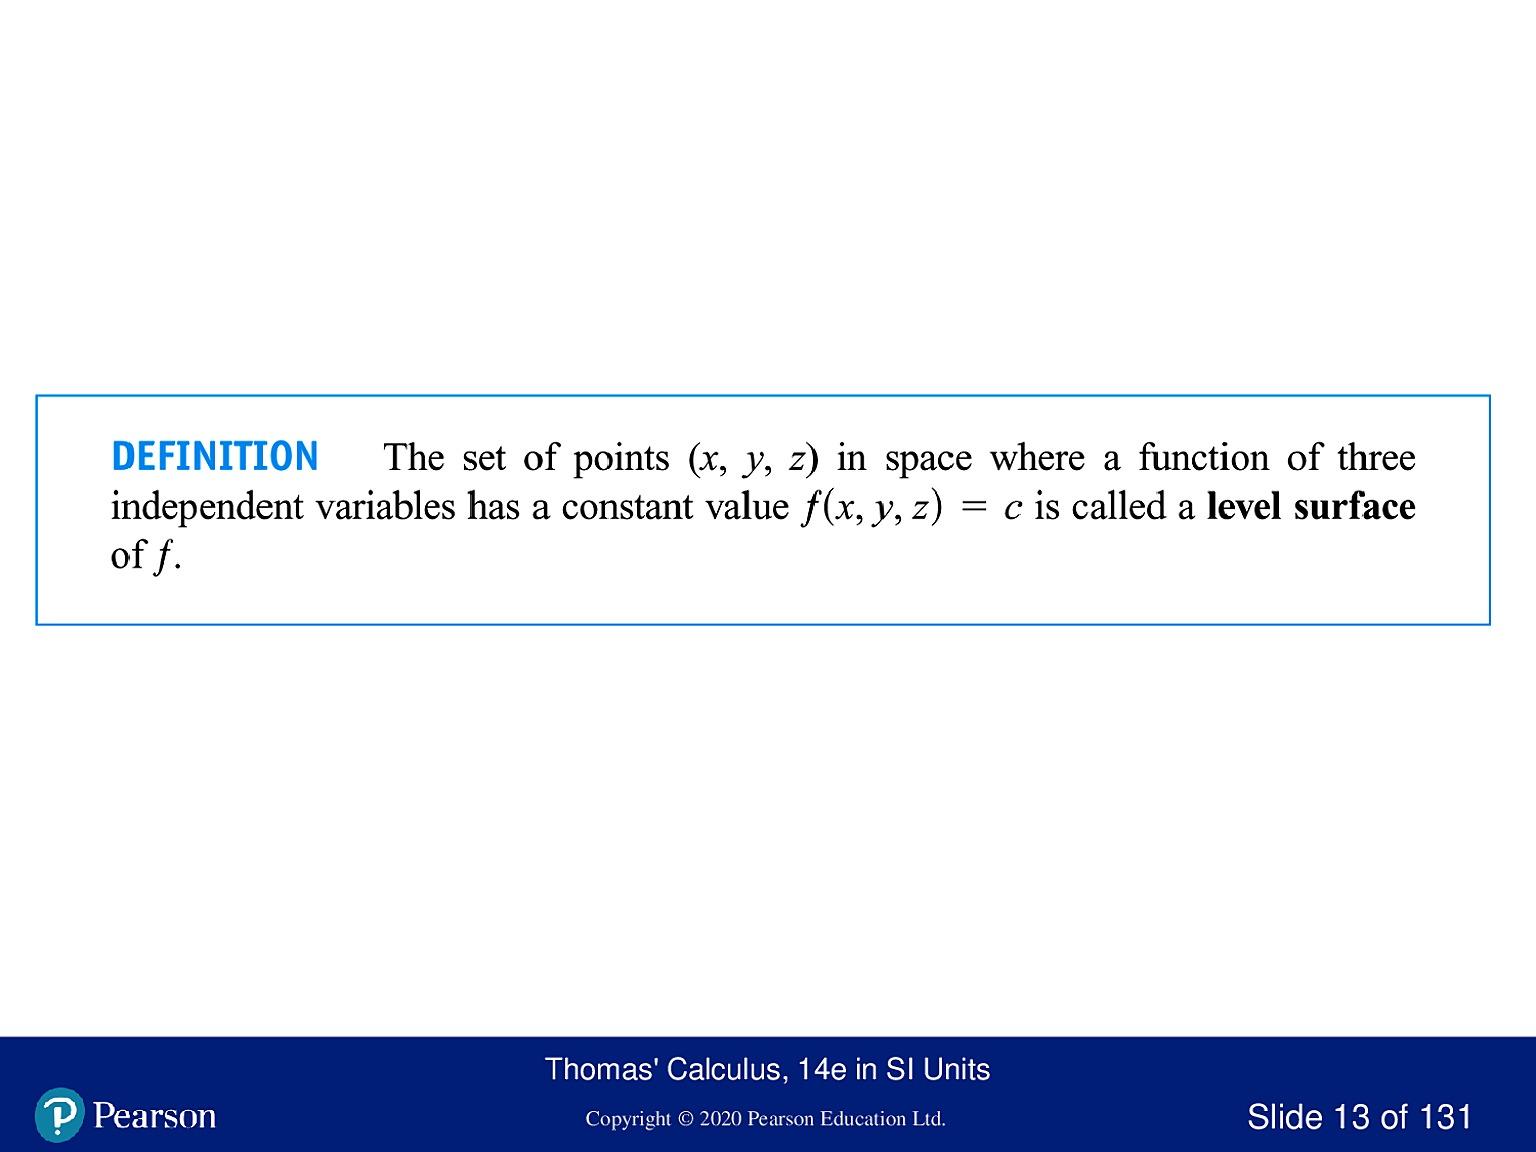 DEFINITION The set of points (x, y, z) in space where a function of three
independent variables has a constant value f(x, y, z) = c is called a level surface
of f.
Thomas' Calculus, 14e in SI Units
Pearson
Copyright © 2020 Pearson Education Ltd.
Slide 13 of 131